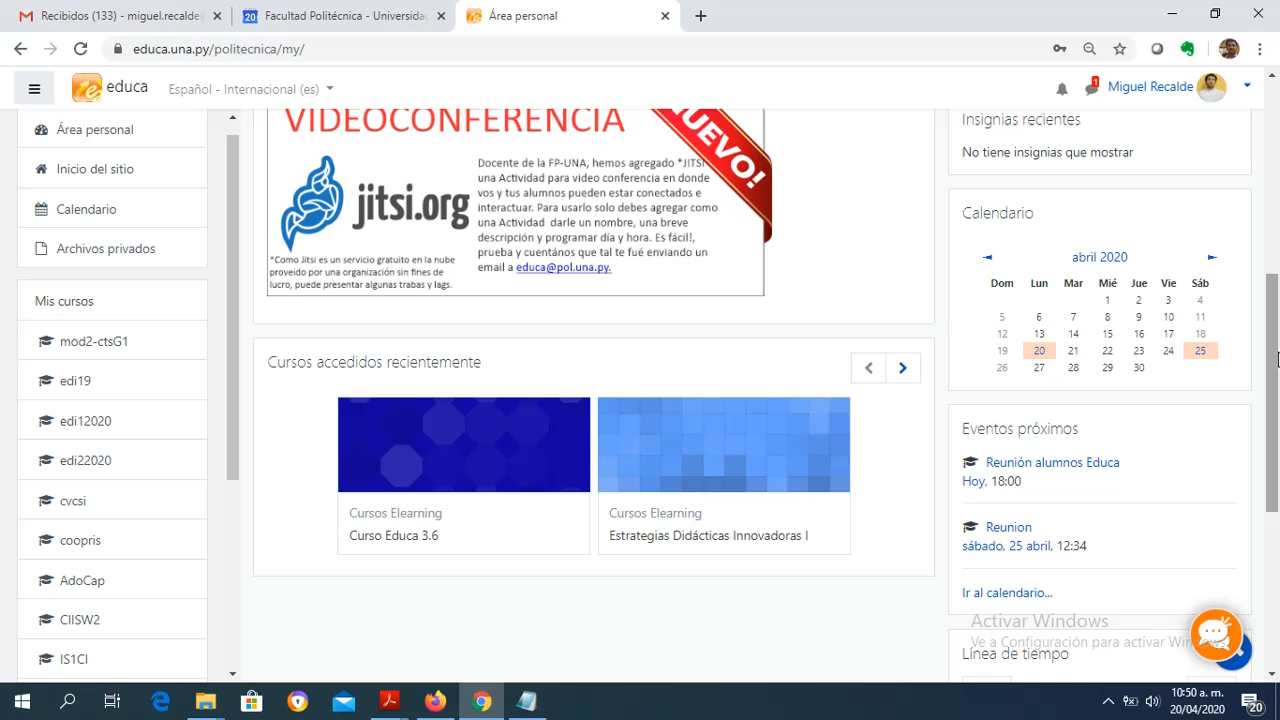 Recibidos (133) - miguel.recalde
Facultad Politécnica - Universida
Área personal
educa.una.py/politecnica/my/
educa
Español - Internacional (es)
1
Miguel Recalde
Área personal
Inicio del sitio
Calendario
Archivos privados
Mis cursos
mod2-ctsG1
edi19
edi12020
edi22020
cvcsi
coopris
AdoCap
CIISW2
IS1CI
VIDEOCONFERENCIA
NUEVO!
jitsi.org
Docente de la FP-UNA, hemos agregado *JITSI
una Actividad para video conferencia en donde
vos y tus alumnos pueden estar conectados e
interactuar. Para usarlo solo debes agregar como
una Actividad darle un nombre, una breve
descripción y programar día y hora. Es fácil!,
prueba y cuentános que tal te fué enviando un
email a educa@pol.una.py.
*Como Jitsi es un servicio gratuito en la nube
proveido por una organización sin fines de
lucro, puede presentar algunas trabas y lags.
Cursos accedidos recientemente
Cursos Elearning
Curso Educa 3.6
Cursos Elearning
Estrategias Didácticas Innovadoras I
Insignias recientes
No tiene insignias que mostrar
Calendario
◄ abril 2020 ►
Dom Lun Mar Mié Jue Vie Sáb
1 2 3 4
5 6 7 8 9 10 11
12 13 14 15 16 17 18
19 20 21 22 23 24 25
26 27 28 29 30
Eventos próximos
Reunión alumnos Educa
Hoy, 18:00
Reunion
sábado, 25 abril, 12:34
Ir al calendario...
Activar Windows
Ve a Configuración para activar
Línea de tiempo
10:50 a. m.
20/04/2020
20